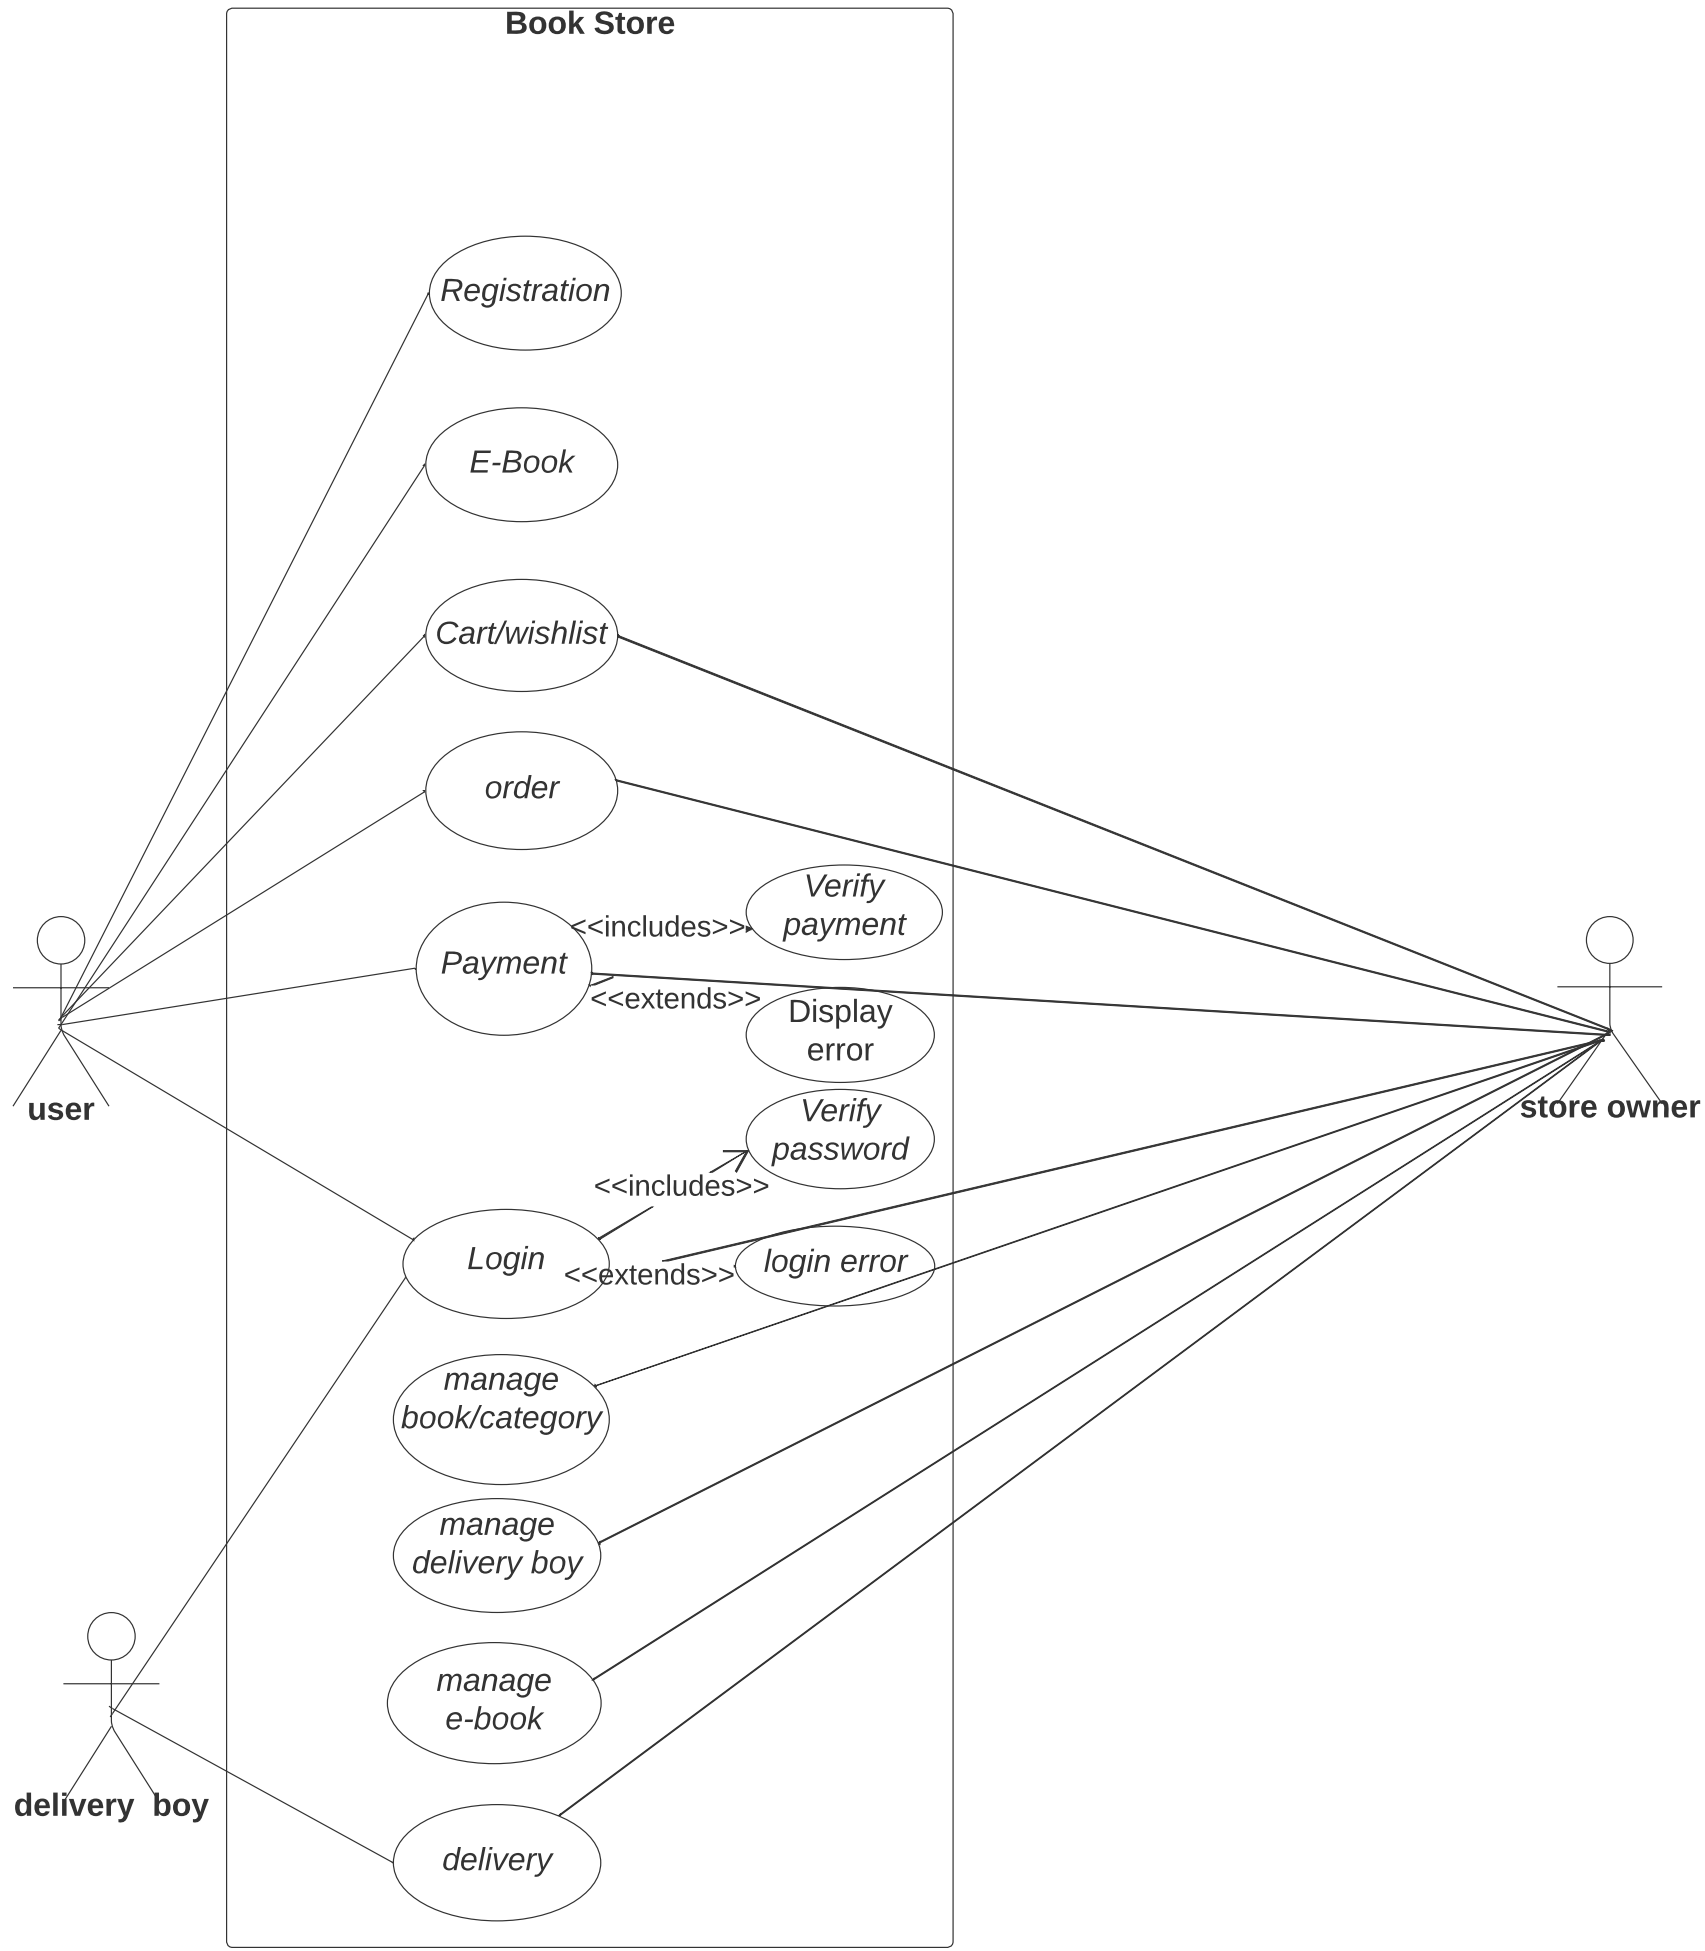 Book Store
Registration
E-Book
Cart/wishlist
order
Verify
payment
<<includes>>
Payment
<<extends>>
Display
error
user
store owner
Verify
password
<<includes>>
Login
login error
<<extends>>
manage
book/category
manage
delivery boy
manage
e-book
delivery boy
delivery